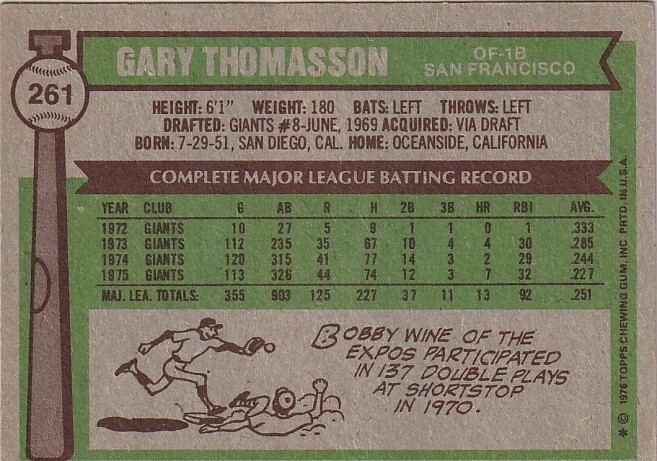 261
GARY THOMASSON
OF-1B
SAN FRANCISCO
HEIGHT: 6'1" WEIGHT: 180 BATS: LEFT THROWS: LEFT
DRAFTED: GIANTS #8-JUNE, 1969 ACQUIRED: VIA DRAFT
BORN: 7-29-51, SAN DIEGO, CAL. HOME: OCEANSIDE, CALIFORNIA
COMPLETE MAJOR LEAGUE BATTING RECORD
YEAR CLUB G AB R H 2B 3B HR RBI AVG.
1972 GIANTS 10 27 5 9 1 1 0 1 .333
1973 GIANTS 112 235 35 67 10 4 4 30 .285
1974 GIANTS 120 315 41 77 14 3 2 29 .244
1975 GIANTS 113 326 44 74 12 3 7 32 .227
MAJ. LEA. TOTALS: 355 903 125 227 37 11 13 92 .251
BOBBY WINE OF THE
EXPOS PARTICIPATED
IN 137 DOUBLE PLAYS
AT SHORTSTOP
IN 1970.
* © 1976 TOPPS CHEWING GUM, INC. PRTD. IN U.S.A.